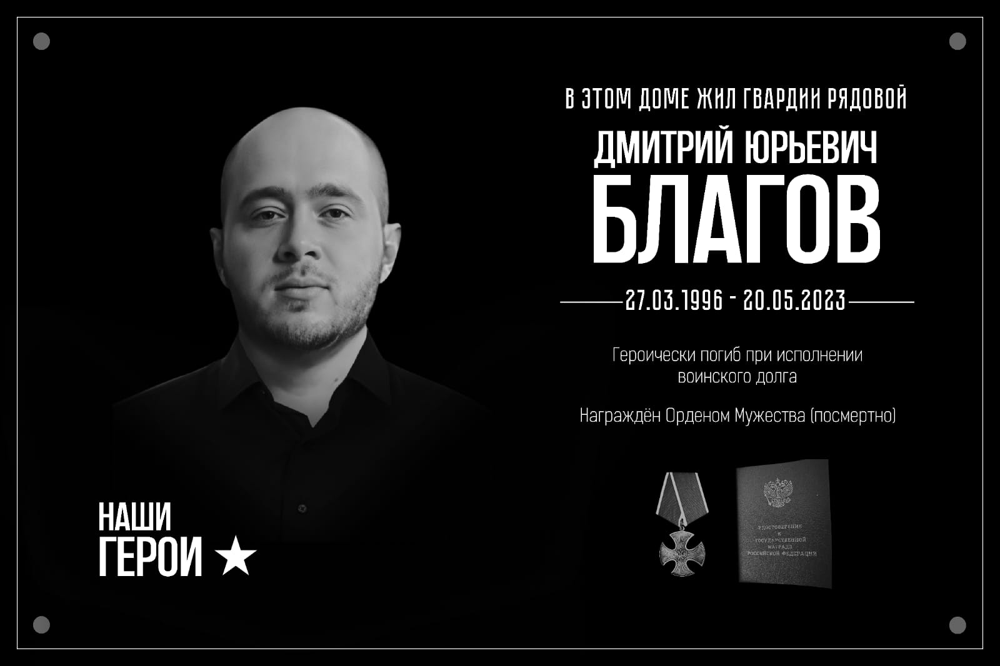 В ЭТОМ ДОМЕ ЖИЛ ГВАРДИИ РЯДОВОЙ
ДМИТРИЙ ЮРЬЕВИЧ
БЛАГОВ
27.03.1996 - 20.05.2023
Героически погиб при исполнении
воинского долга
Награждён Орденом Мужества (посмертно)
УДОСТОВЕРЕНИЕ
К
ГОСУДАРСТВЕННОЙ
НАГРАДЕ
РОССИЙСКОЙ ФЕДЕРАЦИИ
НАШИ
ГЕРОИ